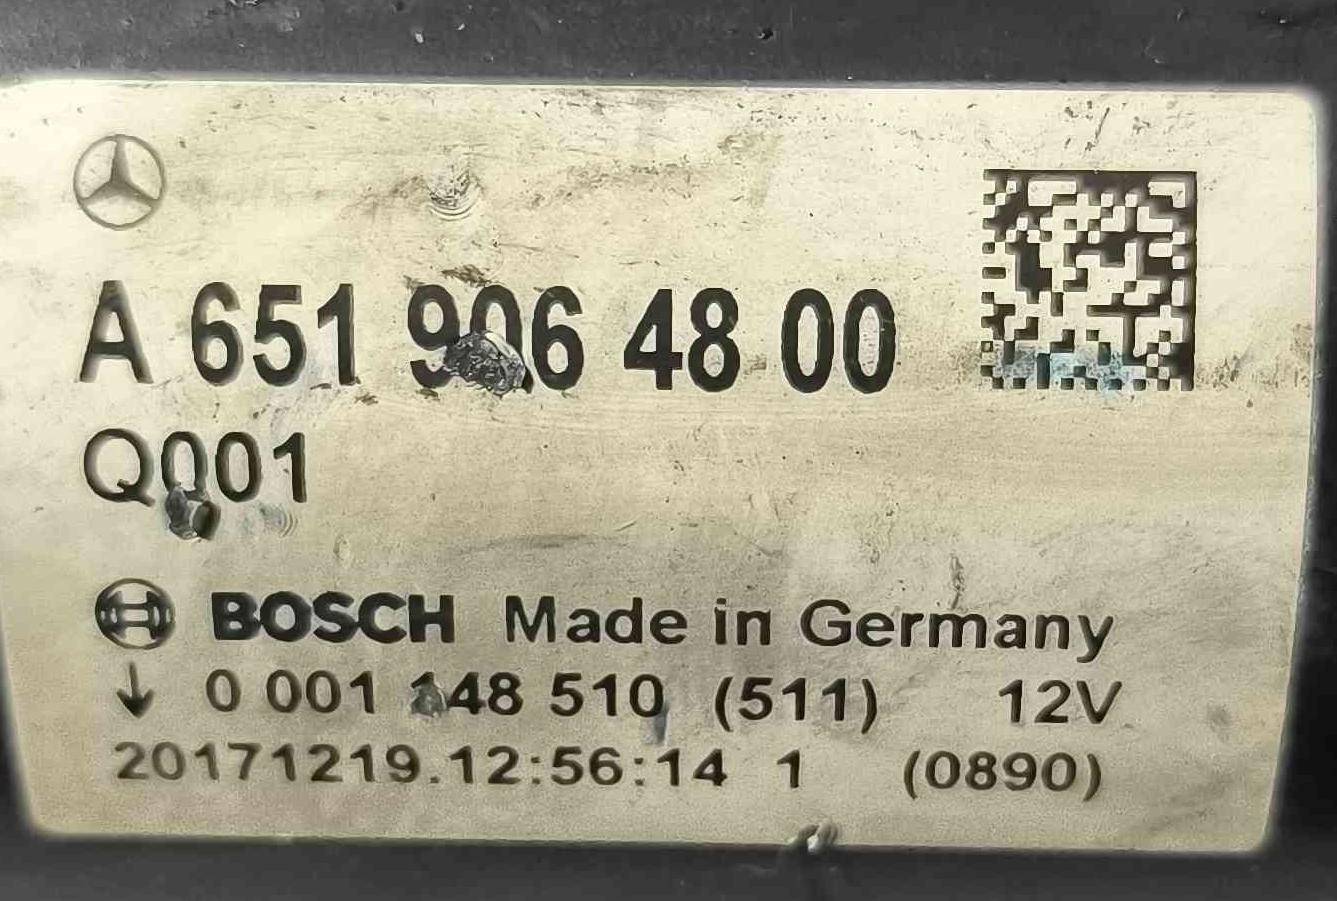 A 651 906 48 00
Q001
BOSCH Made in Germany
↓ 0 001 148 510 (511) 12V
20171219.12:56:14 1 (0890)